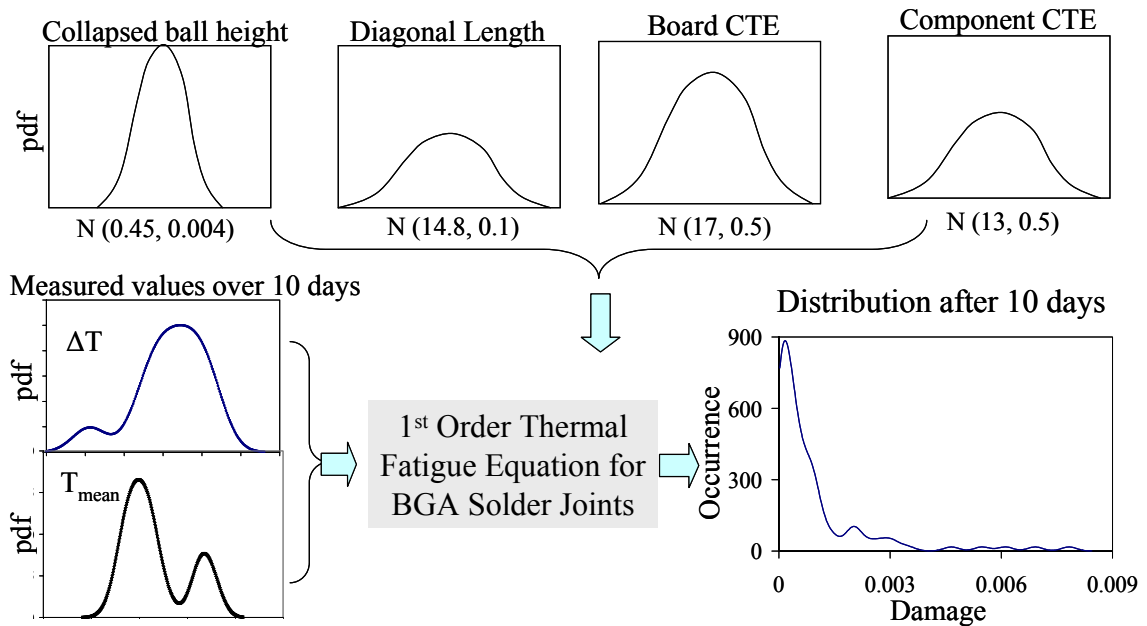 Collapsed ball height
Diagonal Length
Board CTE
Component CTE
pdf
N (0.45, 0.004)
N (14.8, 0.1)
N (17, 0.5)
N (13, 0.5)
Measured values over 10 days
ΔT
pdf
Tmean
pdf
1st Order Thermal
Fatigue Equation for
BGA Solder Joints
Distribution after 10 days
900
600
300
0
Occurrence
0 0.003 0.006 0.009
Damage